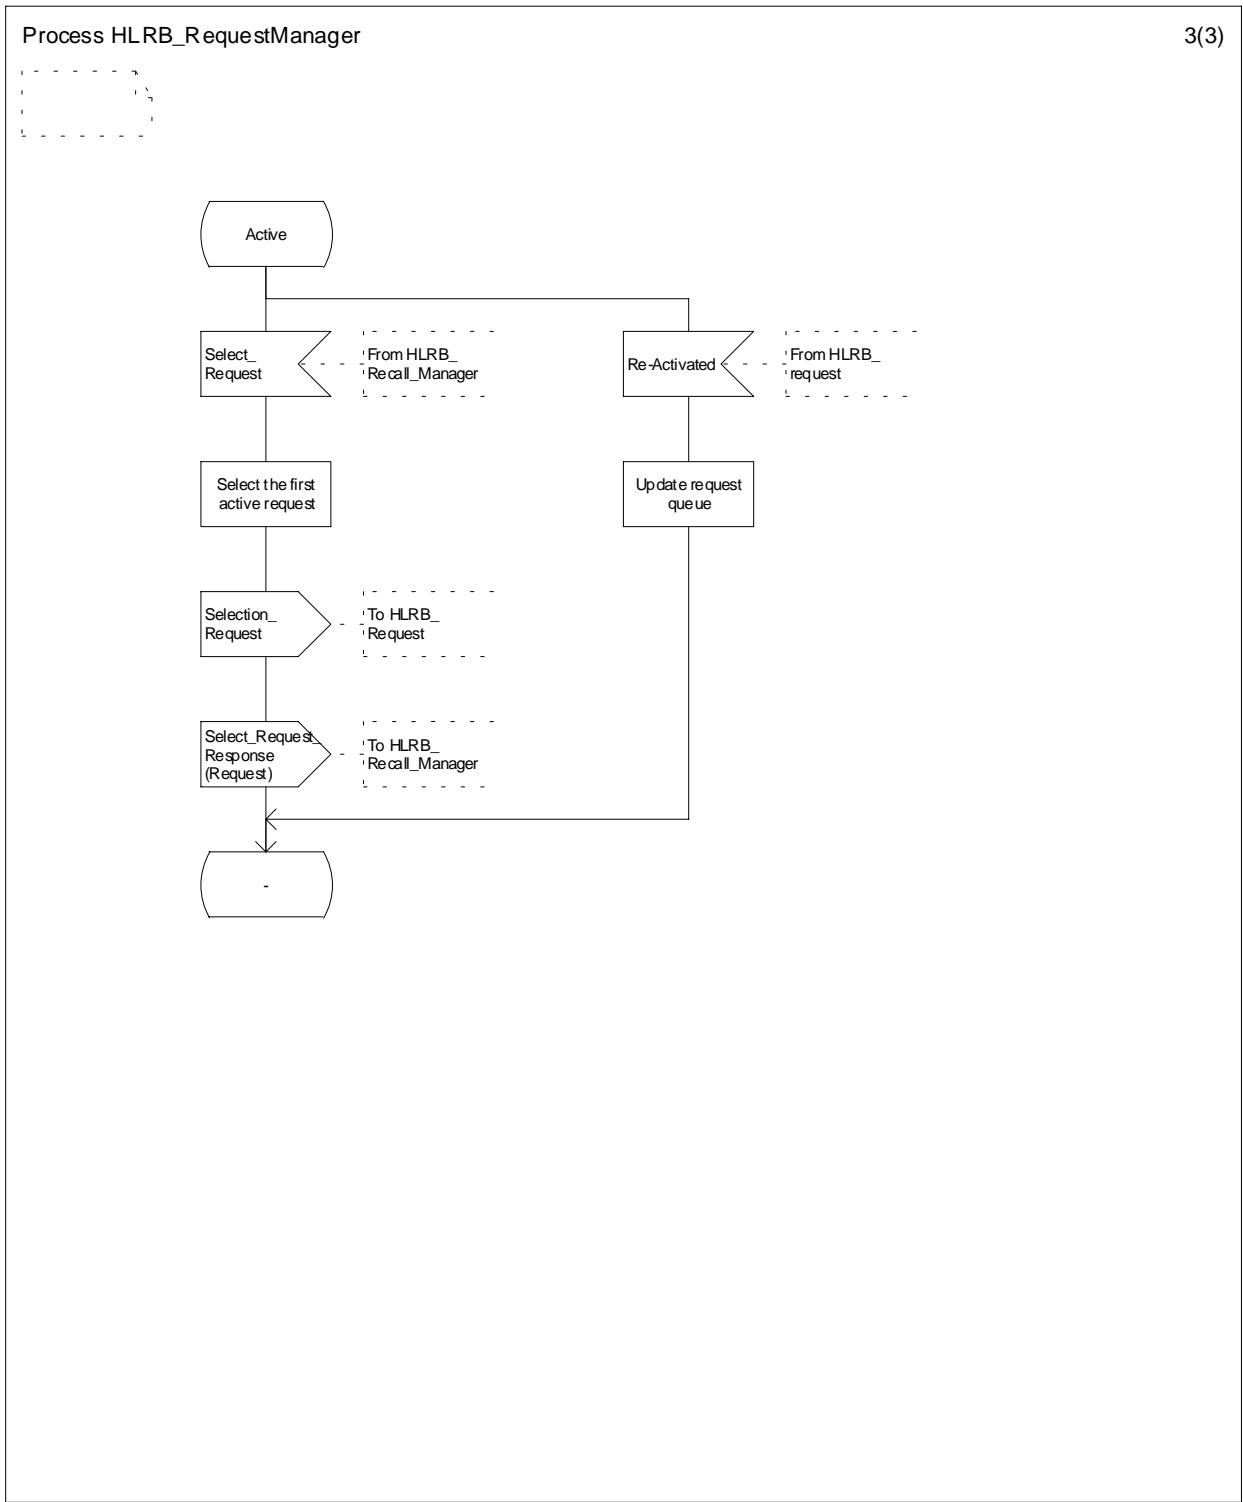 Process HLRB_RequestManager
3(3)
Active
Select_
Request
From HLRB_
Recall_Manager
Re-Activated
From HLRB_
request
Select the first
active request
Update request
queue
Selection_
Request
To HLRB_
Request
Select_Request_
Response
(Request)
To HLRB_
Recall_Manager
-